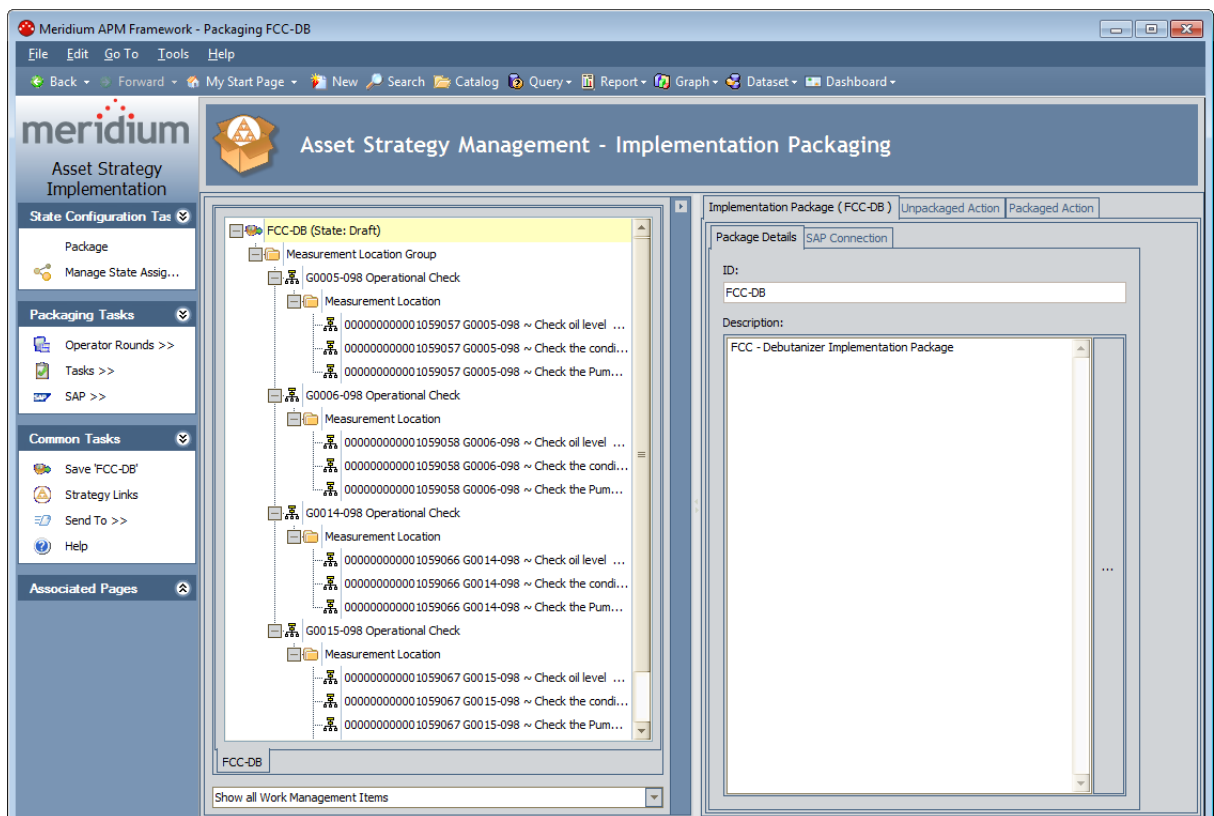 Meridium APM Framework - Packaging FCC-DB
File Edit Go To Tools Help
Back Forward My Start Page New Search Catalog Query Report Graph Dataset Dashboard
meridium
Asset Strategy
Implementation
Asset Strategy Management - Implementation Packaging
State Configuration Tas
Package
Manage State Assig...
Packaging Tasks
Operator Rounds >>
Tasks >>
SAP SAP >>
Common Tasks
Save 'FCC-DB'
Strategy Links
Send To >>
Help
Associated Pages
FCC-DB (State: Draft)
Measurement Location Group
G0005-098 Operational Check
Measurement Location
000000000001059057 G0005-098 ~ Check oil level ...
000000000001059057 G0005-098 ~ Check the condi...
000000000001059057 G0005-098 ~ Check the Pum...
G0006-098 Operational Check
Measurement Location
000000000001059058 G0006-098 ~ Check oil level ...
000000000001059058 G0006-098 ~ Check the condi...
000000000001059058 G0006-098 ~ Check the Pum...
G0014-098 Operational Check
Measurement Location
000000000001059066 G0014-098 ~ Check oil level ...
000000000001059066 G0014-098 ~ Check the condi...
000000000001059066 G0014-098 ~ Check the Pum...
G0015-098 Operational Check
Measurement Location
000000000001059067 G0015-098 ~ Check oil level ...
000000000001059067 G0015-098 ~ Check the condi...
000000000001059067 G0015-098 ~ Check the Pum...
FCC-DB
Show all Work Management Items
Implementation Package ( FCC-DB ) Unpackaged Action Packaged Action
Package Details SAP Connection
ID:
FCC-DB
Description:
FCC - Debutanizer Implementation Package
...